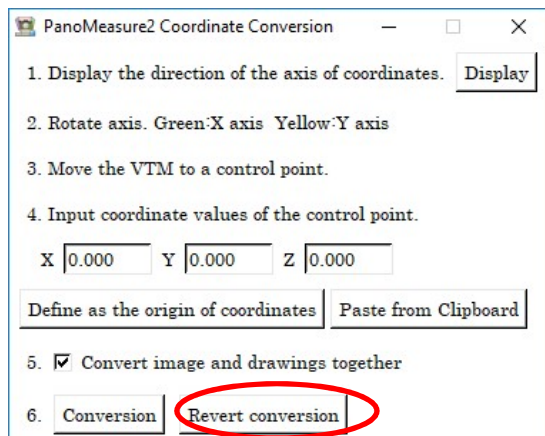 PanoMeasure2 Coordinate Conversion
1. Display the direction of the axis of coordinates. Display
2. Rotate axis. Green:X axis Yellow:Y axis
3. Move the VTM to a control point.
4. Input coordinate values of the control point.
X 0.000 Y 0.000 Z 0.000
Define as the origin of coordinates Paste from Clipboard
5. Convert image and drawings together
6. Conversion Revert conversion